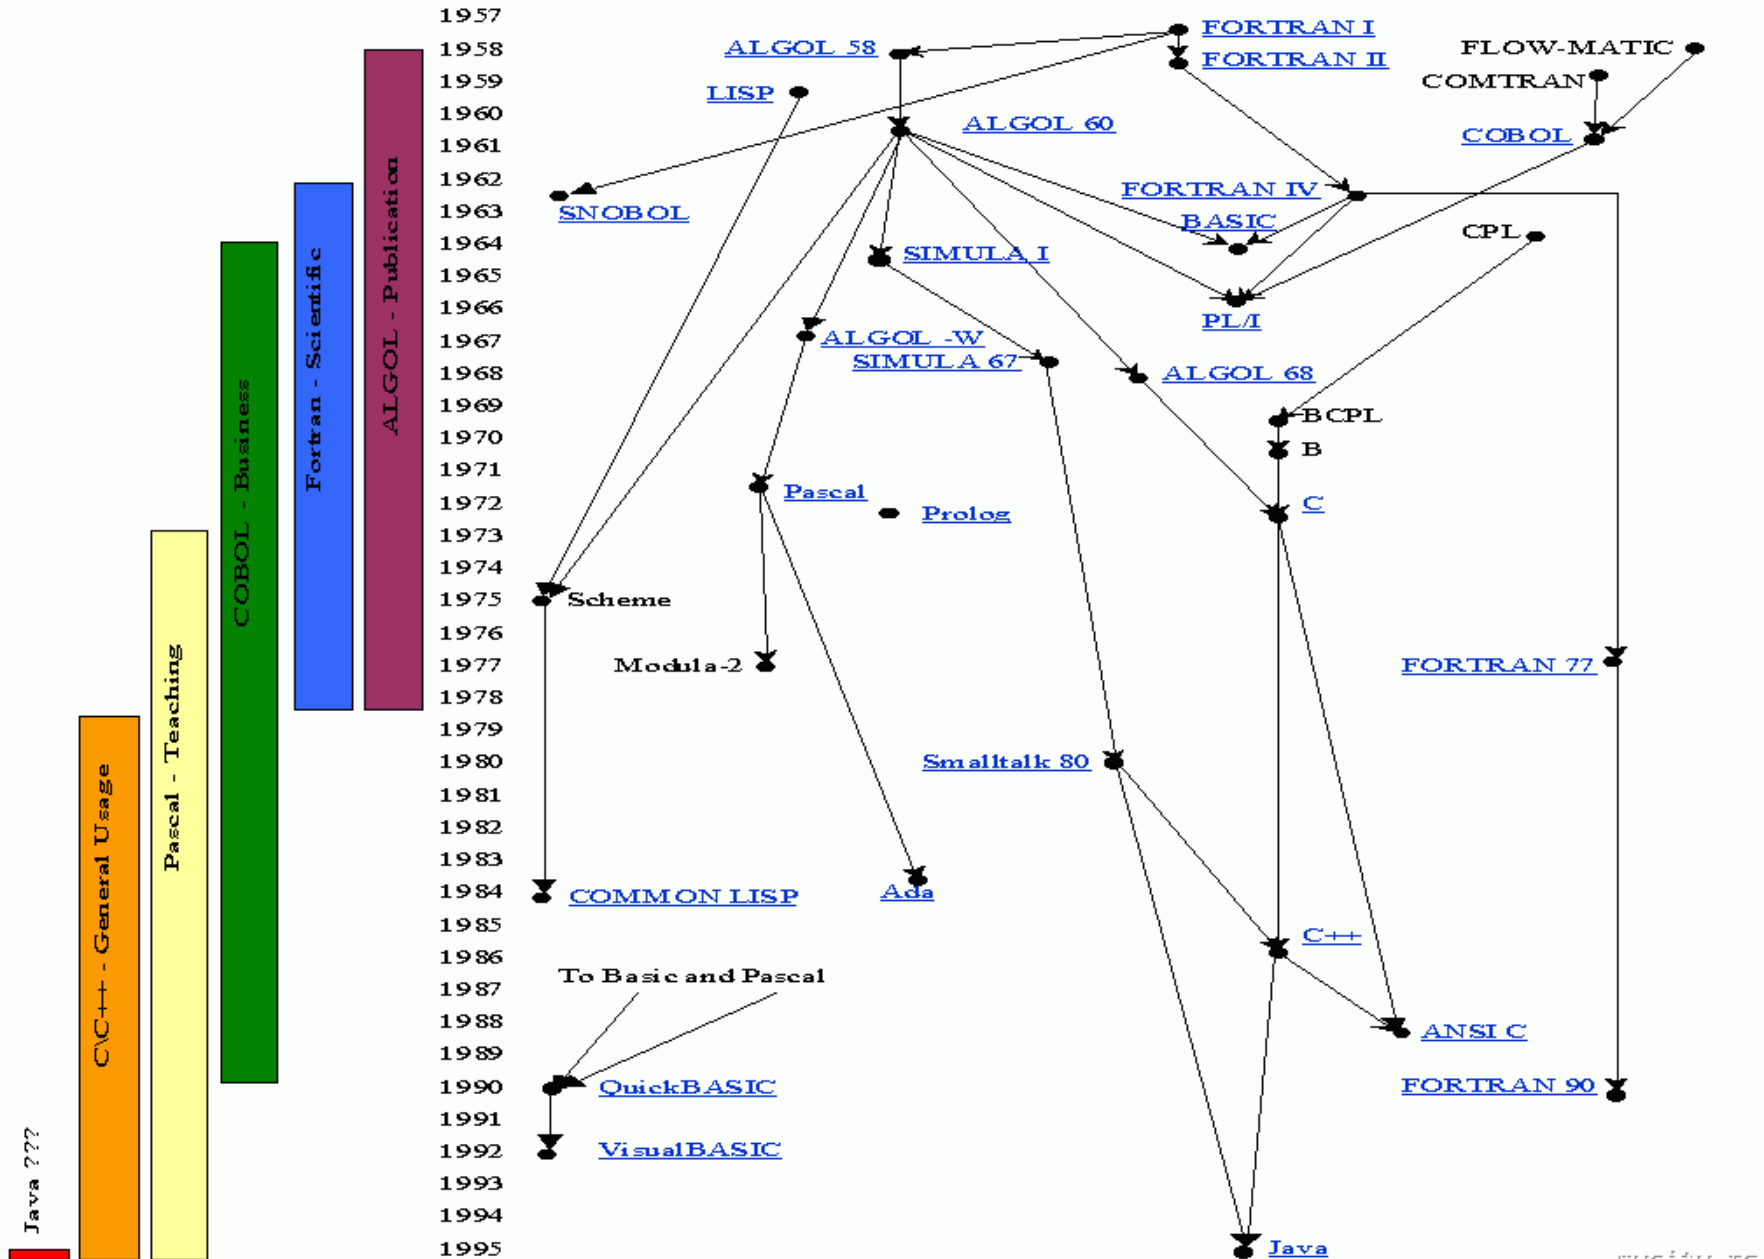 1957
FORTRAN I
1958
ALGOL 58
FLOW-MATIC
FORTRAN II
1959
COMTRAN
LISP
1960
ALGOL 60
1961
COBOL
1962
FORTRAN IV
1963
SNOBOL
BASIC
1964
CPL
SIMULA I
1965
1966
PL/I
1967
ALGOL -W
SIMULA 67
1968
ALGOL 68
1969
BCPL
1970
B
1971
Pascal
1972
C
Prolog
1973
1974
1975
Scheme
1976
1977
Modula-2
FORTRAN 77
1978
1979
1980
Smalltalk 80
1981
1982
1983
1984
Ada
COMMON LISP
1985
C++
1986
To Basic and Pascal
1987
1988
ANSI C
1989
1990
QuickBASIC
FORTRAN 90
1991
1992
VisualBASIC
1993
1994
1995
Java
Java ???
C\C++ - General Usage
Pascal - Teaching
COBOL - Business
Fortran - Scientific
ALGOL - Publication